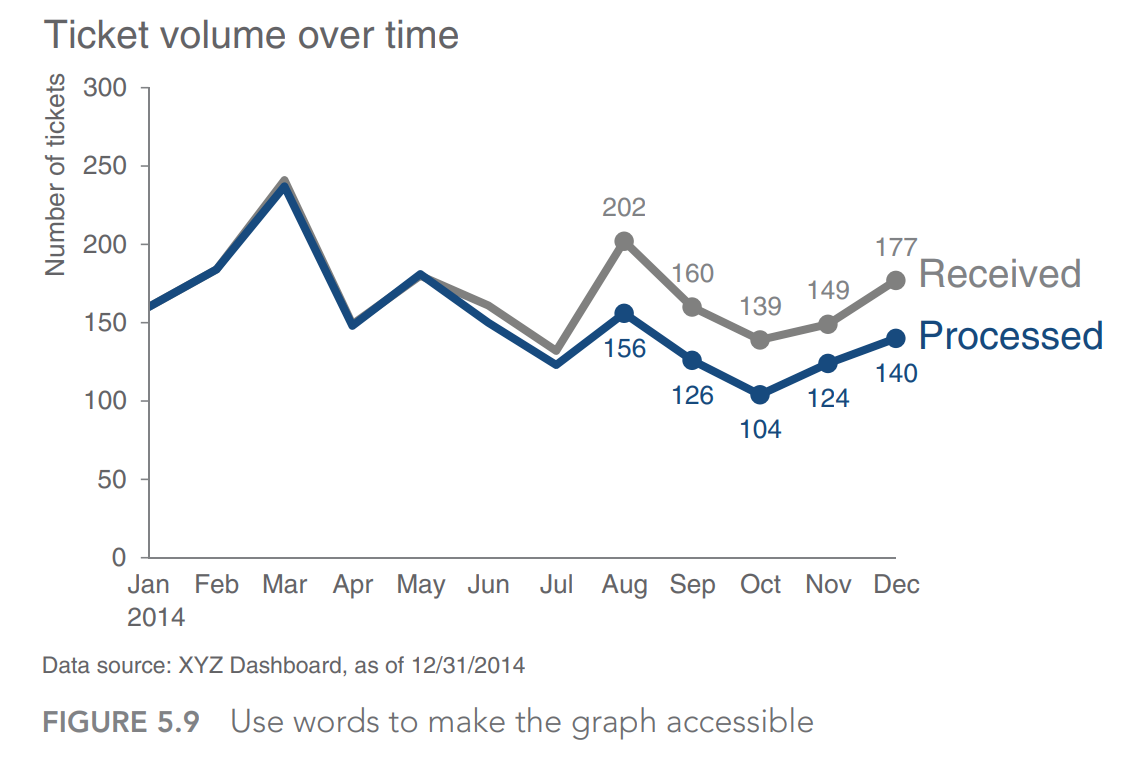 Ticket volume over time
Number of tickets
300
250
200
150
100
50
0
202
160
139
149
177
Received
156
126
104
124
140
Processed
Jan Feb Mar Apr May Jun Jul Aug Sep Oct Nov Dec
2014
Data source: XYZ Dashboard, as of 12/31/2014
FIGURE 5.9 Use words to make the graph accessible